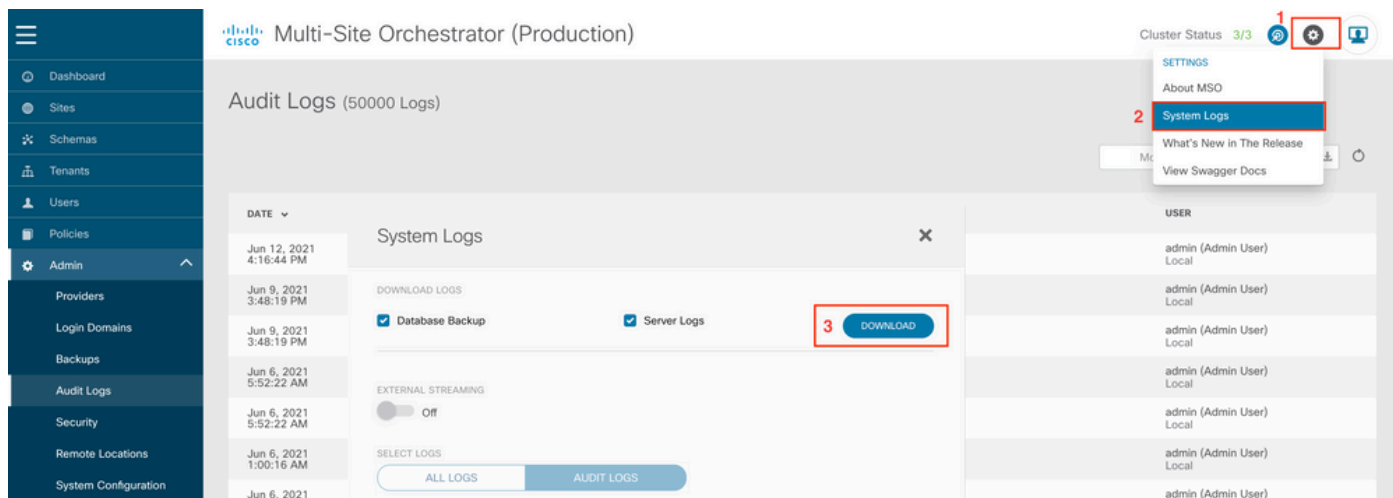 CISCO Multi-Site Orchestrator (Production)
Cluster Status 3/3
1
Dashboard
Sites
Schemas
Tenants
Users
Policies
Admin
Providers
Login Domains
Backups
Audit Logs
Security
Remote Locations
System Configuration
SETTINGS
About MSO
2 System Logs
What's New in The Release
View Swagger Docs
Audit Logs (50000 Logs)
DATE
USER
Jun 12, 2021
4:16:44 PM
admin (Admin User)
Local
Jun 9, 2021
3:48:19 PM
admin (Admin User)
Local
Jun 9, 2021
3:48:19 PM
admin (Admin User)
Local
Jun 6, 2021
5:52:22 AM
admin (Admin User)
Local
Jun 6, 2021
5:52:22 AM
admin (Admin User)
Local
Jun 6, 2021
1:00:16 AM
admin (Admin User)
Local
Jun 6, 2021
admin (Admin User)
System Logs
DOWNLOAD LOGS
Database Backup
Server Logs
3 DOWNLOAD
EXTERNAL STREAMING
Off
SELECT LOGS
ALL LOGS
AUDIT LOGS